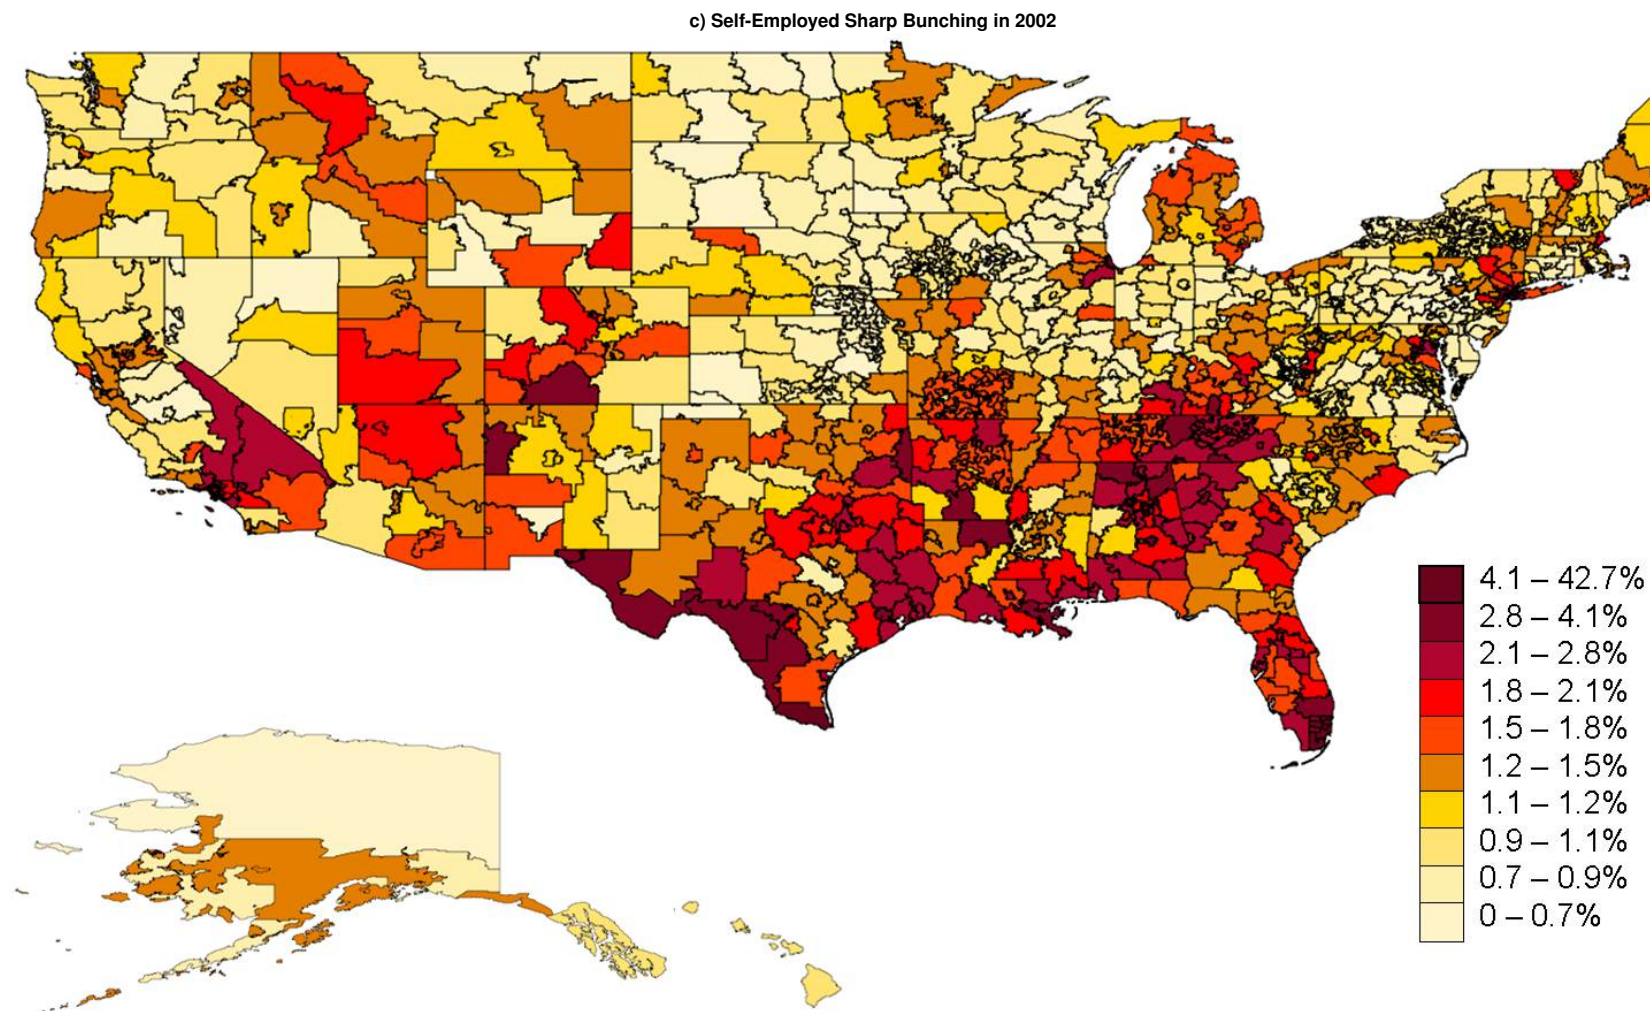 c) Self-Employed Sharp Bunching in 2002
4.1 – 42.7%
2.8 – 4.1%
2.1 – 2.8%
1.8 – 2.1%
1.5 – 1.8%
1.2 – 1.5%
1.1 – 1.2%
0.9 – 1.1%
0.7 – 0.9%
0 – 0.7%